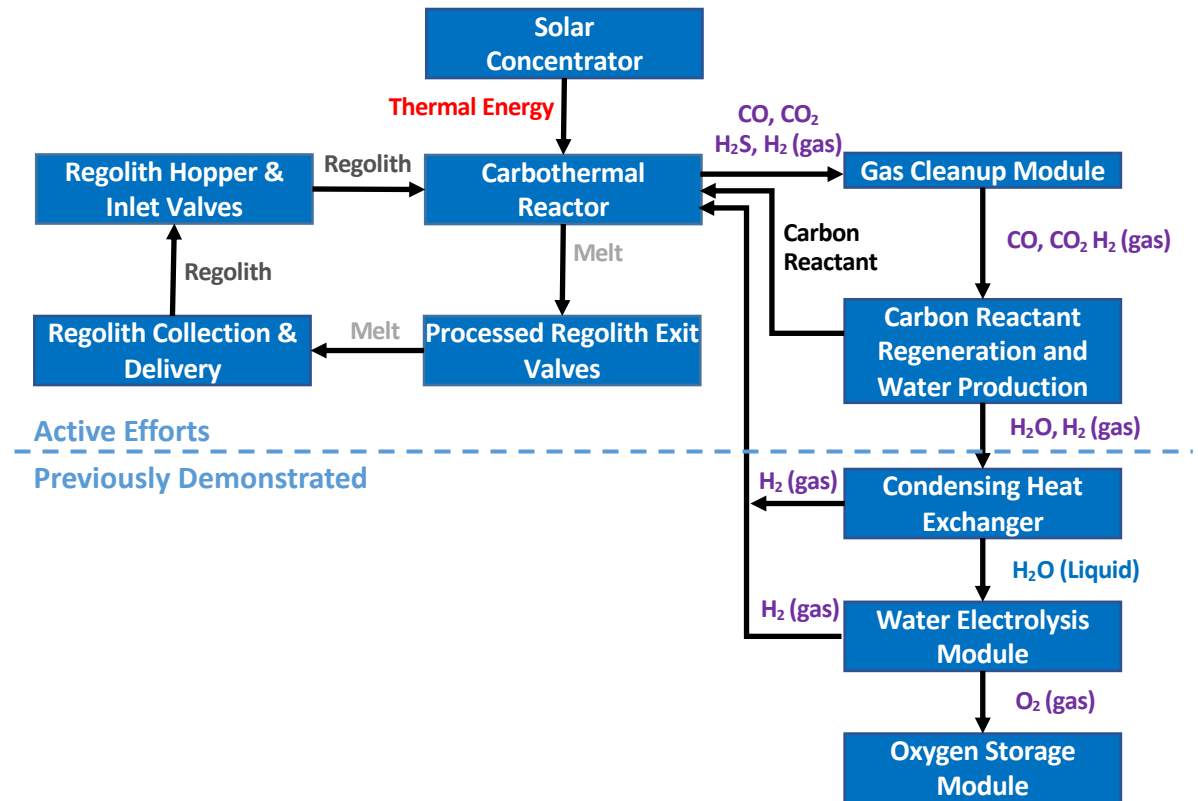 Solar
Concentrator
Thermal Energy
CO, CO₂
H₂S, H₂ (gas)
Regolith Hopper &
Inlet Valves
Regolith
Carbothermal
Reactor
Gas Cleanup Module
Carbon
Reactant
CO, CO₂ H₂ (gas)
Melt
Regolith
Regolith Collection &
Delivery
Melt
Processed Regolith Exit
Valves
Carbon Reactant
Regeneration and
Water Production
H₂O, H₂ (gas)
Active Efforts
Previously Demonstrated
H₂ (gas)
Condensing Heat
Exchanger
H₂O (Liquid)
H₂ (gas)
Water Electrolysis
Module
O₂ (gas)
Oxygen Storage
Module